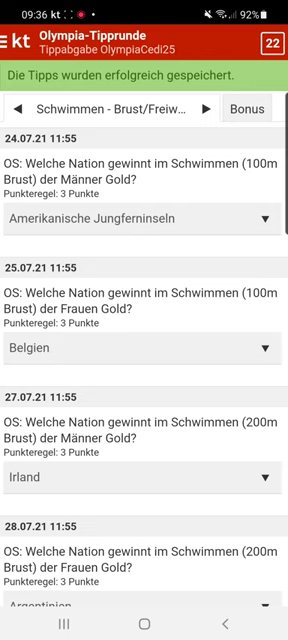 09:36 kt
92%
kt Olympia-Tipprunde
Tippabgabe OlympiaCedi25
22
Die Tipps wurden erfolgreich gespeichert.
Schwimmen - Brust/Freiw...
Bonus
24.07.21 11:55
OS: Welche Nation gewinnt im Schwimmen (100m
Brust) der Männer Gold?
Punkteregel: 3 Punkte
Amerikanische Jungferninseln
25.07.21 11:55
OS: Welche Nation gewinnt im Schwimmen (100m
Brust) der Frauen Gold?
Punkteregel: 3 Punkte
Belgien
27.07.21 11:55
OS: Welche Nation gewinnt im Schwimmen (200m
Brust) der Männer Gold?
Punkteregel: 3 Punkte
Irland
28.07.21 11:55
OS: Welche Nation gewinnt im Schwimmen (200m
Brust) der Frauen Gold?
Punkteregel: 3 Punkte
Argentinien